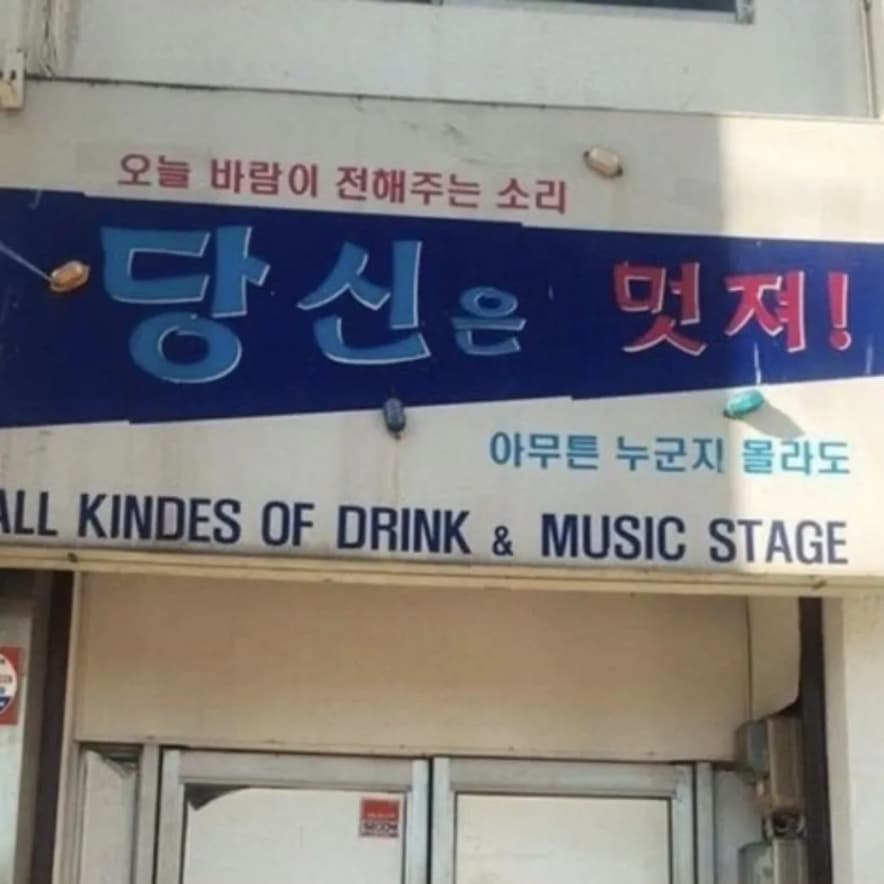 오늘 바람이 전해주는 소리
당신은 멋져!
아무튼 누군지 몰라도
ALL KINDES OF DRINK & MUSIC STAGE